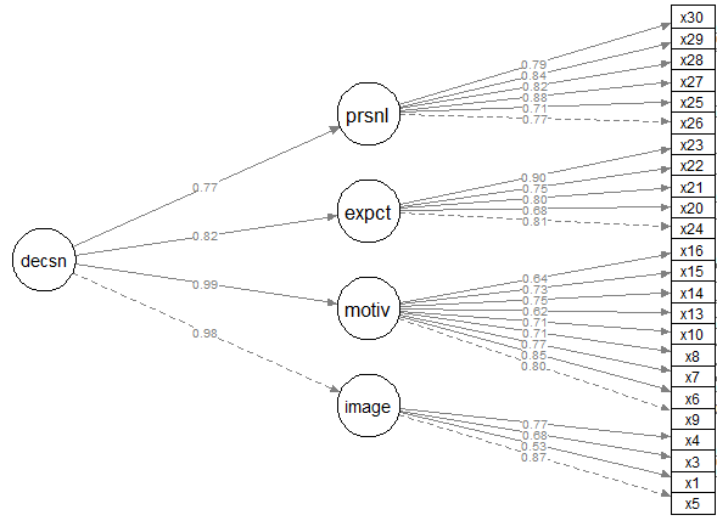 x30
x29
x28
x27
x25
x26
x23
x22
x21
x20
x24
x16
x15
x14
x13
x10
x8
x7
x6
x9
x4
x3
x1
x5
prsnl
expct
motiv
image
decsn
0.77
0.82
0.99
0.98
0.79
0.84
0.82
0.88
0.71
0.77
0.90
0.75
0.80
0.68
0.81
0.64
0.73
0.75
0.62
0.71
0.71
0.77
0.85
0.80
0.77
0.68
0.53
0.87